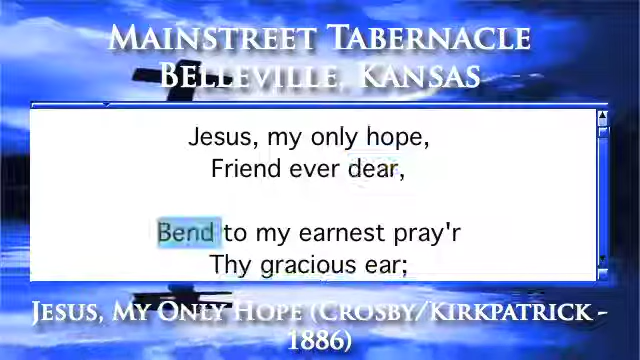 Mainstreet Tabernacle
Belleville, Kansas
Jesus, my only hope,
Friend ever dear,
Bend to my earnest pray'r
Thy gracious ear;
Jesus, My Only Hope (Crosby/Kirkpatrick -
1886)